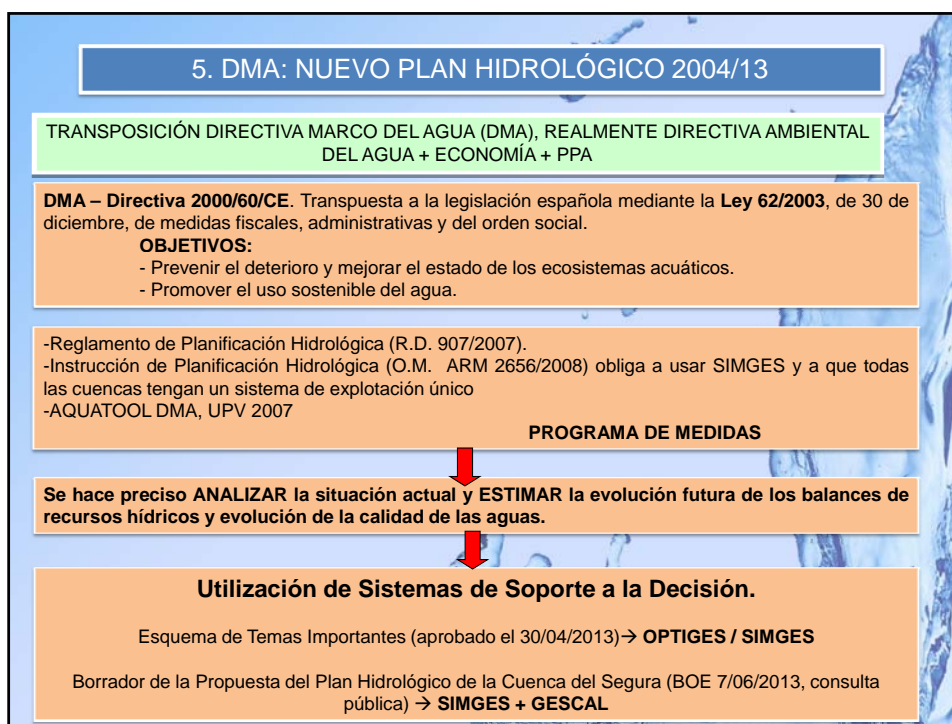 5. DMA: NUEVO PLAN HIDROLÓGICO 2004/13
TRANSPOSICIÓN DIRECTIVA MARCO DEL AGUA (DMA), REALMENTE DIRECTIVA AMBIENTAL
DEL AGUA + ECONOMÍA + PPA
DMA – Directiva 2000/60/CE. Transpuesta a la legislación española mediante la Ley 62/2003, de 30 de
diciembre, de medidas fiscales, administrativas y del orden social.
OBJETIVOS:
- Prevenir el deterioro y mejorar el estado de los ecosistemas acuáticos.
- Promover el uso sostenible del agua.
-Reglamento de Planificación Hidrológica (R.D. 907/2007).
-Instrucción de Planificación Hidrológica (O.M. ARM 2656/2008) obliga a usar SIMGES y a que todas
las cuencas tengan un sistema de explotación único
-AQUATOOL DMA, UPV 2007
PROGRAMA DE MEDIDAS
Se hace preciso ANALIZAR la situación actual y ESTIMAR la evolución futura de los balances de
recursos hídricos y evolución de la calidad de las aguas.
Utilización de Sistemas de Soporte a la Decisión.
Esquema de Temas Importantes (aprobado el 30/04/2013)→ OPTIGES / SIMGES
Borrador de la Propuesta del Plan Hidrológico de la Cuenca del Segura (BOE 7/06/2013, consulta
pública) → SIMGES + GESCAL